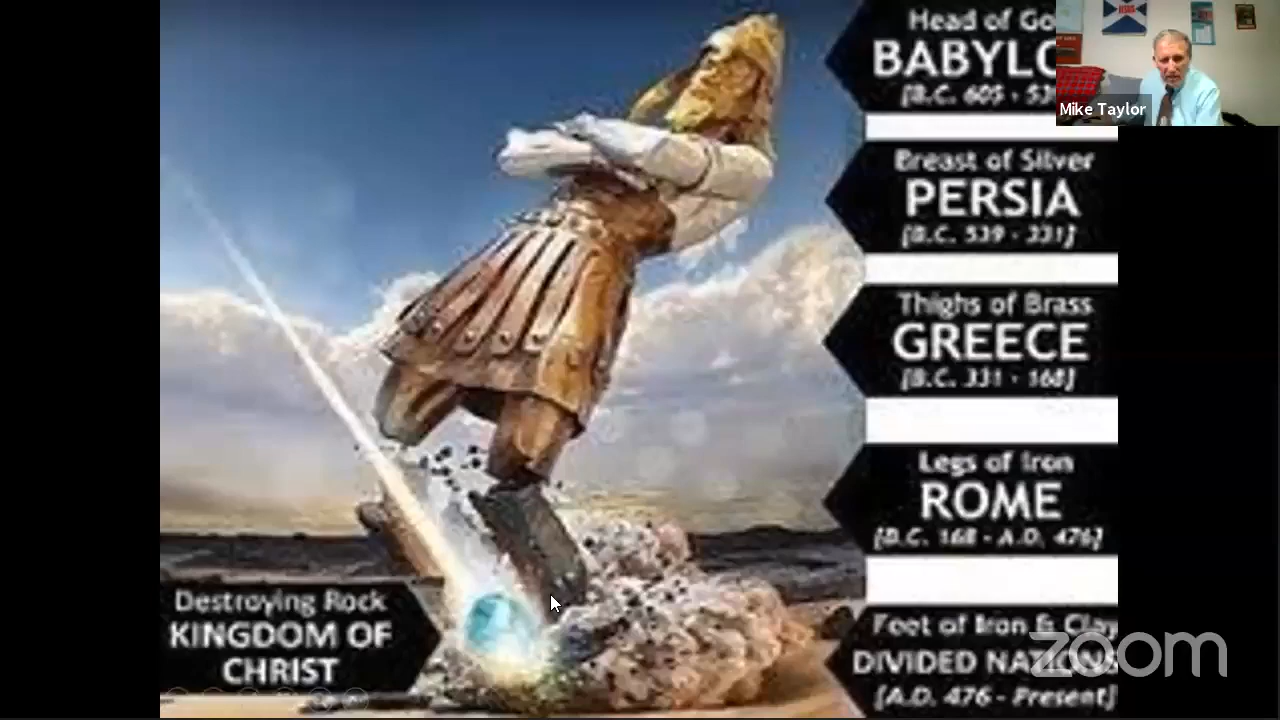 Head of Go
BABYLO
[B.C. 605 - 53
Mike Taylor
Breast of Silver
PERSIA
[B.C. 539 - 331]
Thighs of Brass
GREECE
[B.C. 331 - 168]
Legs of Iron
ROME
[B.C. 168 - A.D. 476]
Destroying Rock
KINGDOM OF
CHRIST
Feet of Iron & Clay
DIVIDED NATIONS
[A.D. 476 - Present]
zoom